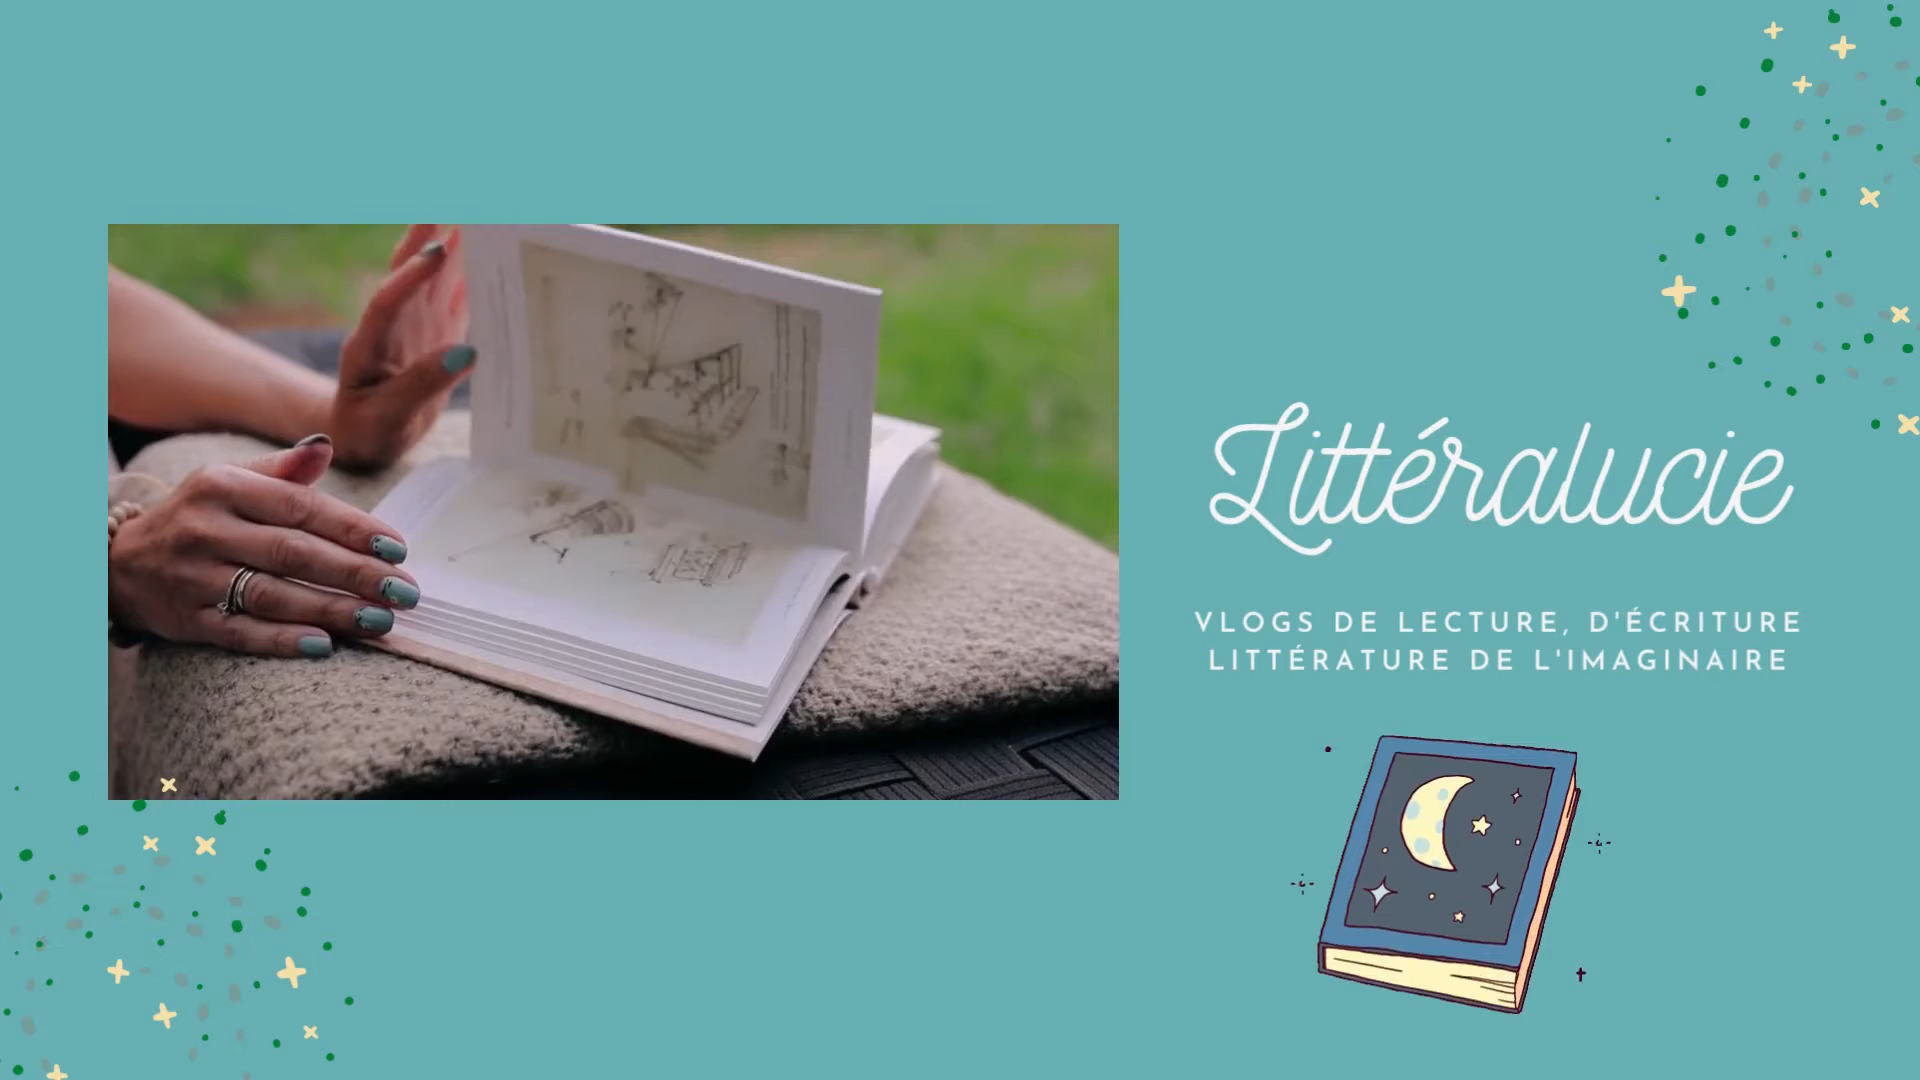 Littéralucie
VLOGS DE LECTURE, D'ÉCRITURE
LITTÉRATURE DE L'IMAGINAIRE